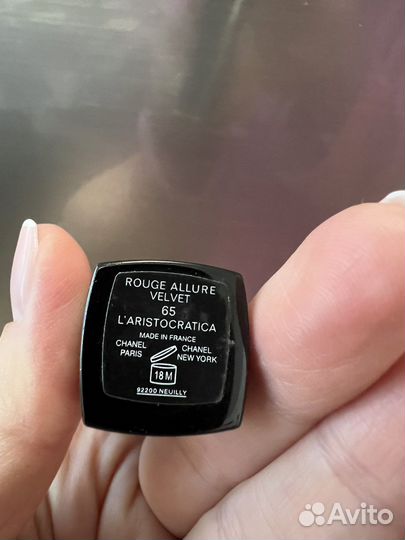 ROUGE ALLURE
VELVET
65
L'ARISTOCRATICA
MADE IN FRANCE
CHANEL CHANEL
PARIS NEW YORK
18M
92200 NEUILLY
Avito